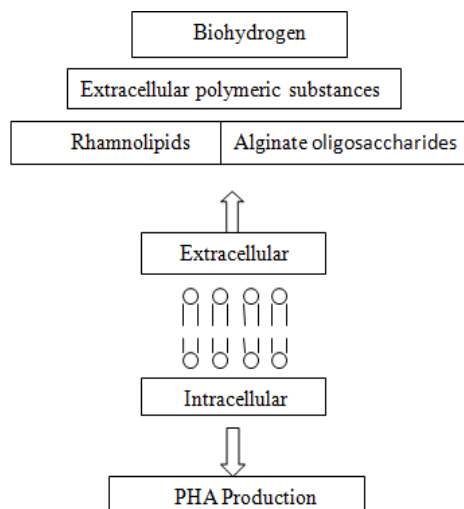 Biohydrogen
Extracellular polymeric substances
Rhamnolipids Alginate oligosaccharides
Extracellular
Intracellular
PHA Production